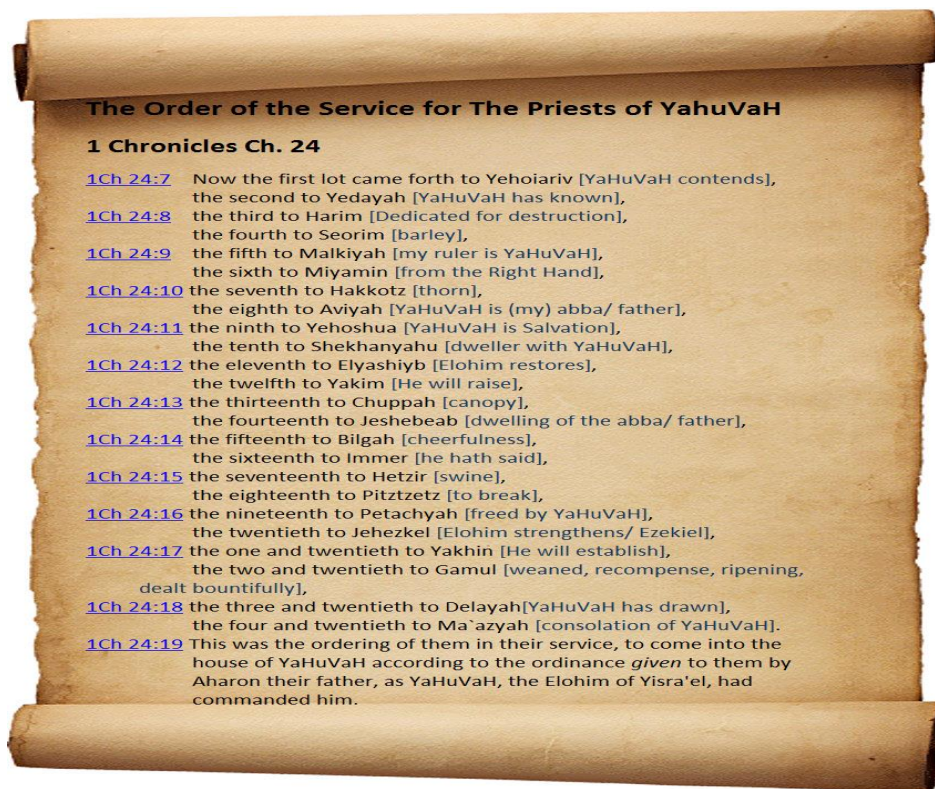 The Order of the Service for The Priests of YahuVaH
1 Chronicles Ch. 24
1Ch 24:7 Now the first lot came forth to Yehoiariv [YaHuVaH contends],
the second to Yedayah [YaHuVaH has known],
1Ch 24:8 the third to Harim [Dedicated for destruction],
the fourth to Seorim [barley],
1Ch 24:9 the fifth to Malkiyah [my ruler is YaHuVaH],
the sixth to Miyamin [from the Right Hand],
1Ch 24:10 the seventh to Hakkotz [thorn],
the eighth to Aviyah [YaHuVaH is (my) abba/ father],
1Ch 24:11 the ninth to Yehoshua [YaHuVaH is Salvation],
the tenth to Shekhanyahu [dweller with YaHuVaH],
1Ch 24:12 the eleventh to Elyashiyb [Elohim restores],
the twelfth to Yakim [He will raise],
1Ch 24:13 the thirteenth to Chuppah [canopy],
the fourteenth to Jeshebeab [dwelling of the abba/ father],
1Ch 24:14 the fifteenth to Bilgah [cheerfulness],
the sixteenth to Immer [he hath said],
1Ch 24:15 the seventeenth to Hetzir [swine],
the eighteenth to Pitztzetz [to break],
1Ch 24:16 the nineteenth to Petachyah [freed by YaHuVaH],
the twentieth to Jehezkel [Elohim strengthens/ Ezekiel],
1Ch 24:17 the one and twentieth to Yakhin [He will establish],
the two and twentieth to Gamul [weaned, recompense, ripening,
dealt bountifully],
1Ch 24:18 the three and twentieth to Delayah[YaHuVaH has drawn],
the four and twentieth to Ma`azyah [consolation of YaHuVaH].
1Ch 24:19 This was the ordering of them in their service, to come into the
house of YaHuVaH according to the ordinance given to them by
Aharon their father, as YaHuVaH, the Elohim of Yisra'el, had
commanded him.